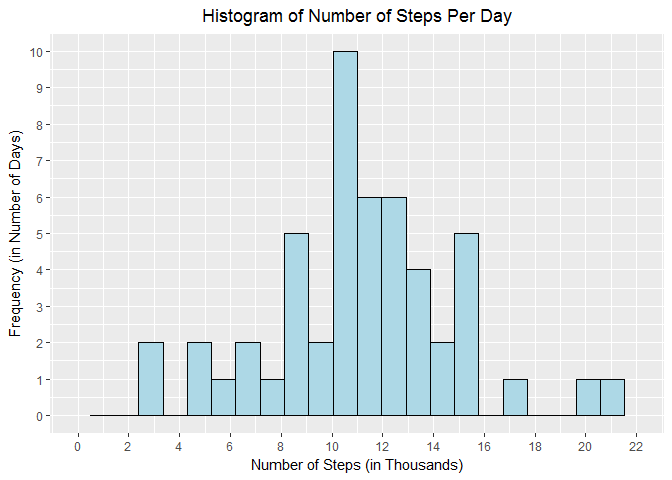 Histogram of Number of Steps Per Day
Frequency (in Number of Days)
10
9
8
7
6
5
4
3
2
1
0
0 2 4 6 8 10 12 14 16 18 20 22
Number of Steps (in Thousands)